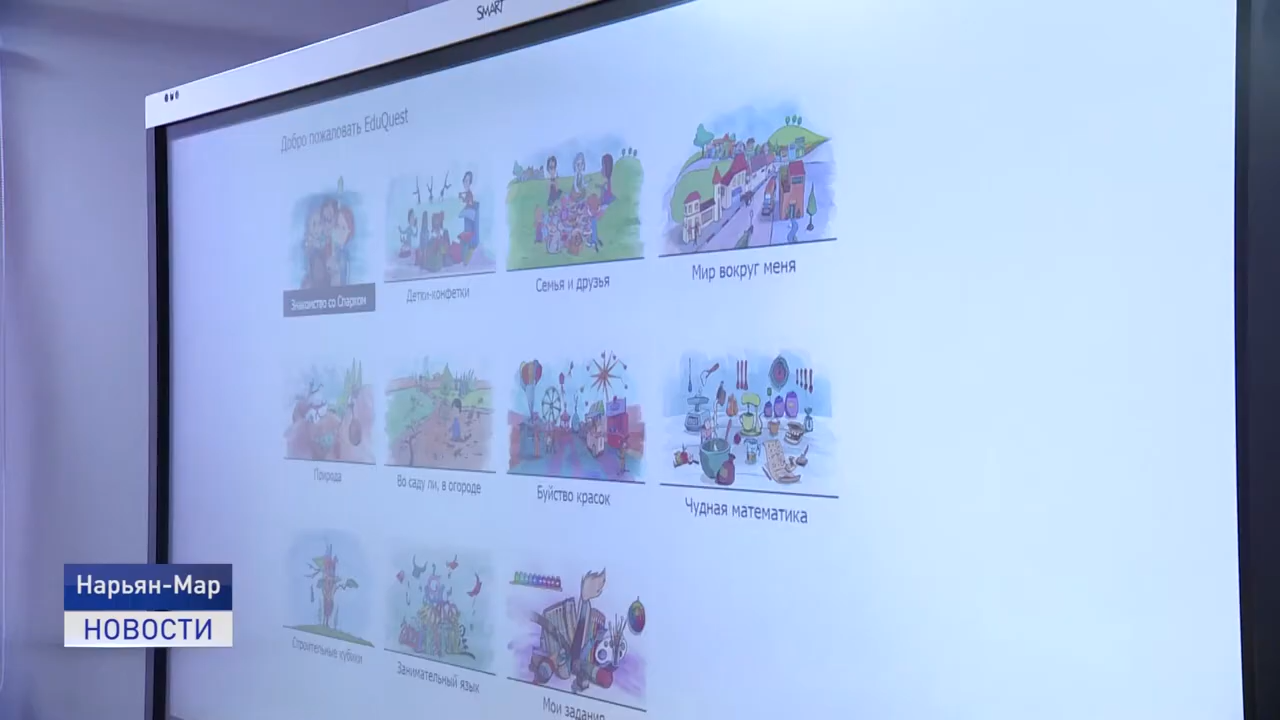 SMART
Добро пожаловать EduQuest
Знакомство со Спарком
Детки-конфетки
Семья и друзья
Мир вокруг меня
Природа
Во саду ли, в огороде
Буйство красок
Чудная математика
Строительные кубики
Занимательный язык
Мои задания
Нарьян-Мар
НОВОСТИ